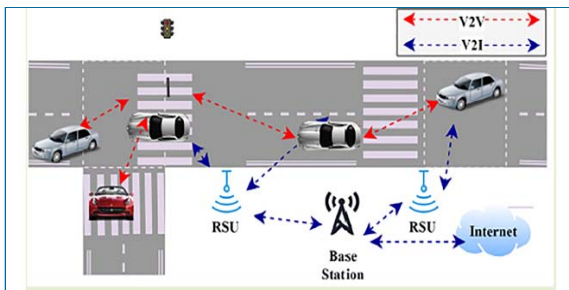 V2V
V2I
RSU
RSU
Base
Station
Internet